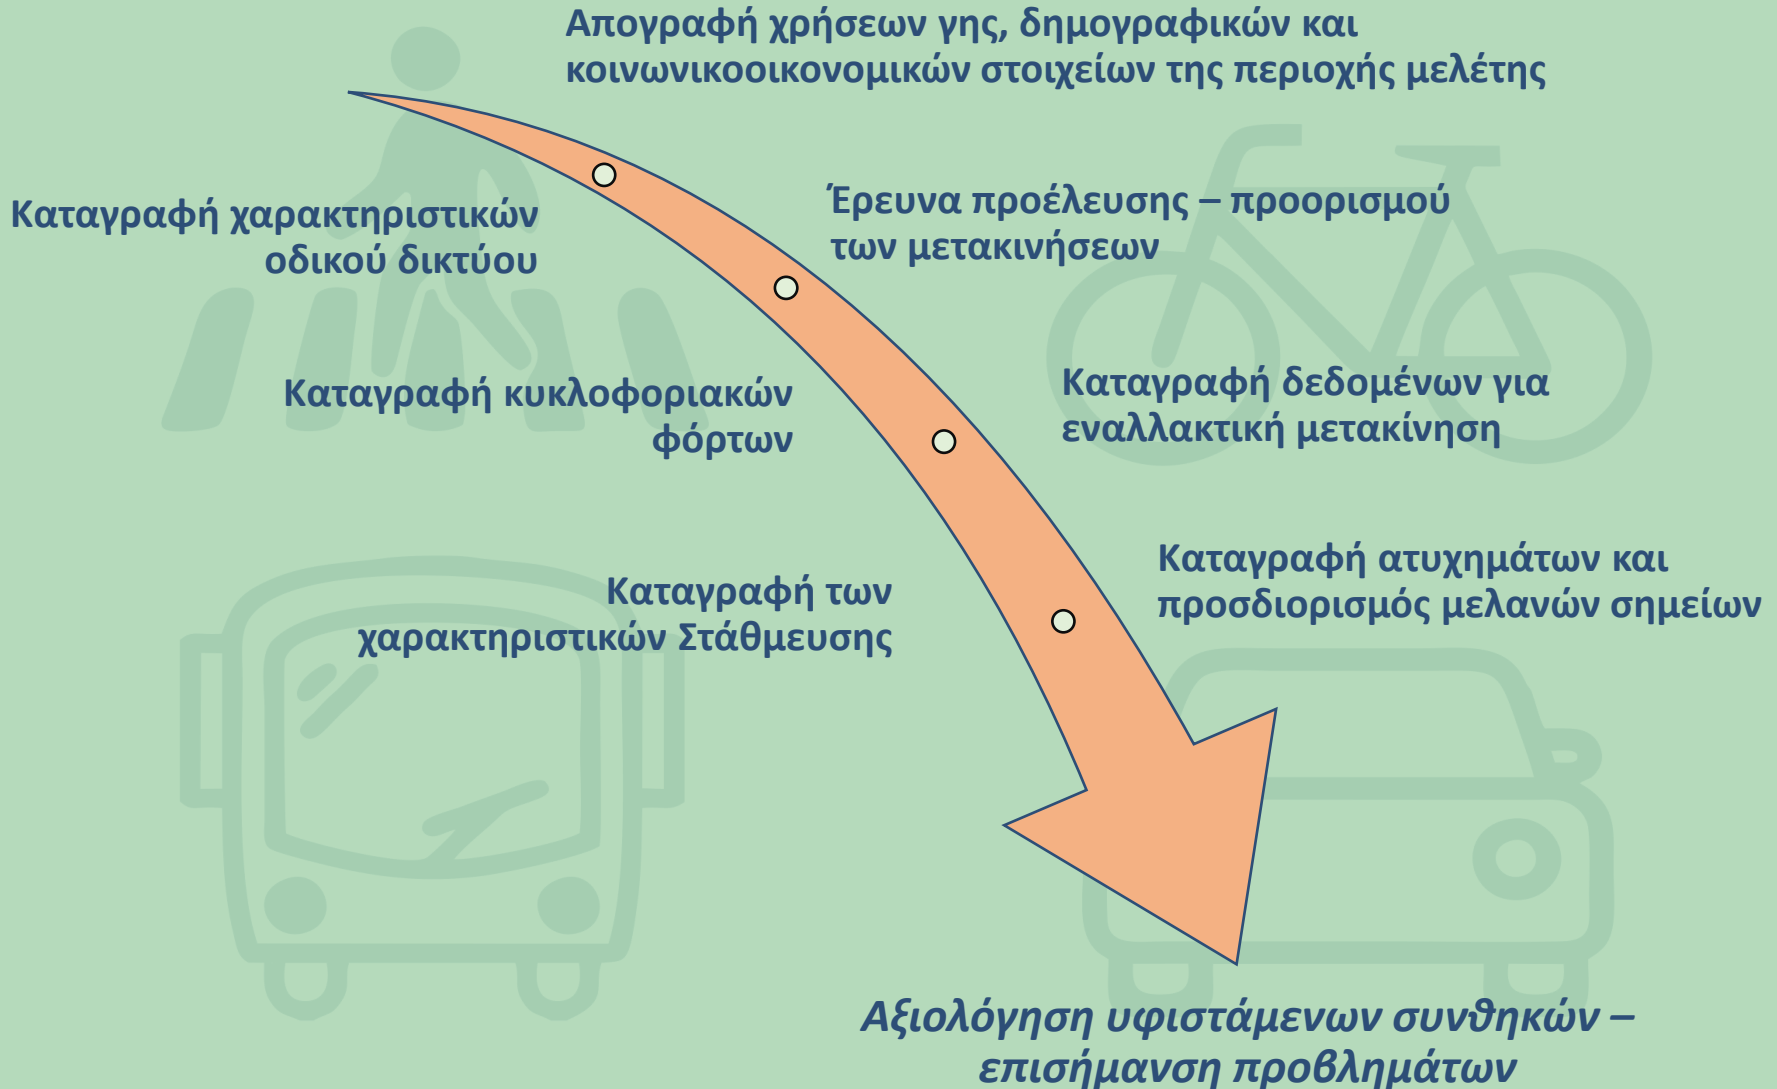 Απογραφή χρήσεων γης, δημογραφικών και
κοινωνικοοικονομικών στοιχείων της περιοχής μελέτης
Καταγραφή χαρακτηριστικών
οδικού δικτύου
Έρευνα προέλευσης – προορισμού
των μετακινήσεων
Καταγραφή κυκλοφοριακών
φόρτων
Καταγραφή δεδομένων για
εναλλακτική μετακίνηση
Καταγραφή των
χαρακτηριστικών Στάθμευσης
Καταγραφή ατυχημάτων και
προσδιορισμός μελανών σημείων
Αξιολόγηση υφιστάμενων συνθηκών –
επισήμανση προβλημάτων